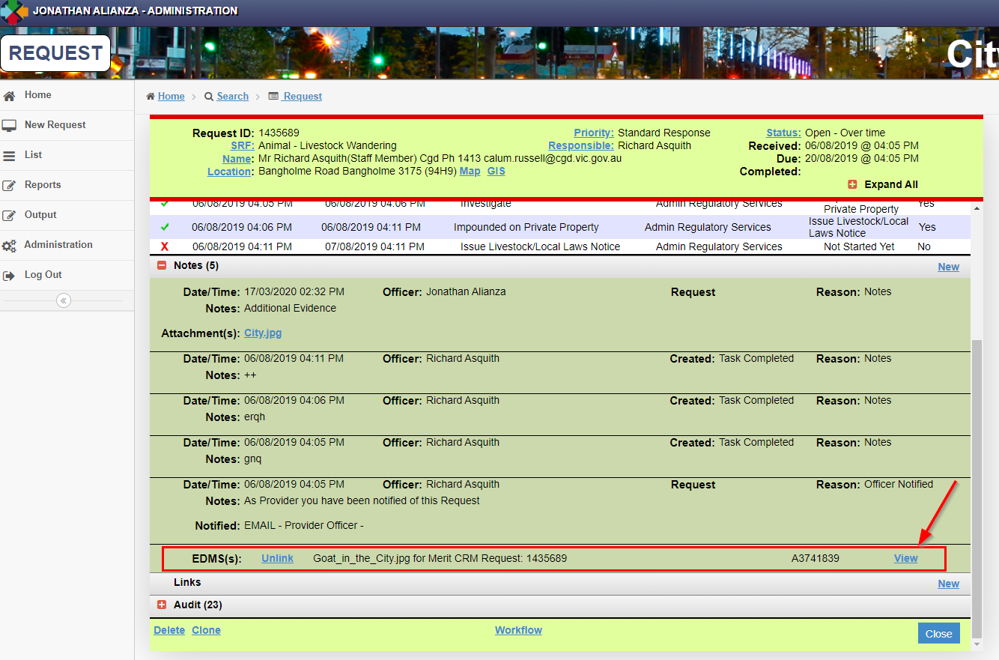 JONATHAN ALIANZA - ADMINISTRATION
REQUEST
City
Home
New Request
List
Reports
Output
Administration
Log Out
Home > Search > Request
Request ID: 1435689
Priority: Standard Response
Status: Open - Over time
SRF: Animal - Livestock Wandering
Responsible: Richard Asquith
Received: 06/08/2019 @ 04:05 PM
Name: Mr Richard Asquith(Staff Member) Cgd Ph 1413 calum.russell@cgd.vic.gov.au
Due: 20/08/2019 @ 04:05 PM
Location: Bangholme Road Bangholme 3175 (94H9) Map GIS
Completed:
Expand All
06/08/2019 04:05 PM 06/08/2019 04:06 PM Investigate Admin Regulatory Services Private Property Yes
06/08/2019 04:06 PM 06/08/2019 04:11 PM Impounded on Private Property Admin Regulatory Services Issue Livestock/Local Laws Notice Yes
X 06/08/2019 04:11 PM 07/08/2019 04:11 PM Issue Livestock/Local Laws Notice Admin Regulatory Services Not Started Yet No
Notes (5) New
Date/Time: 17/03/2020 02:32 PM Officer: Jonathan Alianza Request Reason: Notes
Notes: Additional Evidence
Attachment(s): City.jpg
Date/Time: 06/08/2019 04:11 PM Officer: Richard Asquith Created: Task Completed Reason: Notes
Notes: ++
Date/Time: 06/08/2019 04:06 PM Officer: Richard Asquith Created: Task Completed Reason: Notes
Notes: erqh
Date/Time: 06/08/2019 04:05 PM Officer: Richard Asquith Created: Task Completed Reason: Notes
Notes: gnq
Date/Time: 06/08/2019 04:05 PM Officer: Richard Asquith Request Reason: Officer Notified
Notes: As Provider you have been notified of this Request
Notified: EMAIL - Provider Officer -
EDMS(s): Unlink Goat_in_the_City.jpg for Merit CRM Request: 1435689 A3741839 View
Links New
Audit (23)
Delete Clone Workflow Close